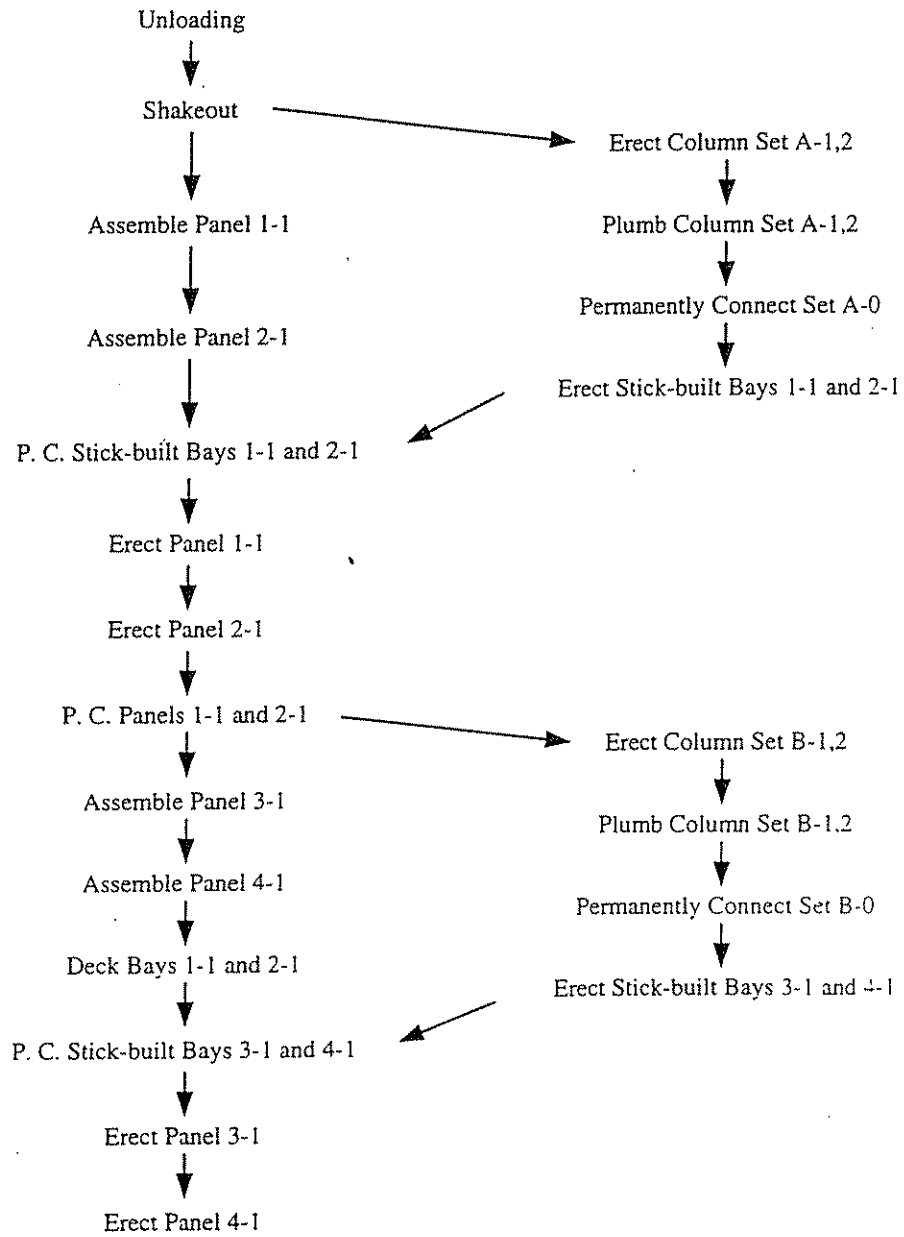 Unloading
Shakeout
Erect Column Set A-1,2
Assemble Panel 1-1
Plumb Column Set A-1,2
Permanently Connect Set A-0
Assemble Panel 2-1
Erect Stick-built Bays 1-1 and 2-1
P. C. Stick-built Bays 1-1 and 2-1
Erect Panel 1-1
Erect Panel 2-1
P. C. Panels 1-1 and 2-1
Erect Column Set B-1,2
Assemble Panel 3-1
Plumb Column Set B-1,2
Assemble Panel 4-1
Permanently Connect Set B-0
Deck Bays 1-1 and 2-1
Erect Stick-built Bays 3-1 and 4-1
P. C. Stick-built Bays 3-1 and 4-1
Erect Panel 3-1
Erect Panel 4-1